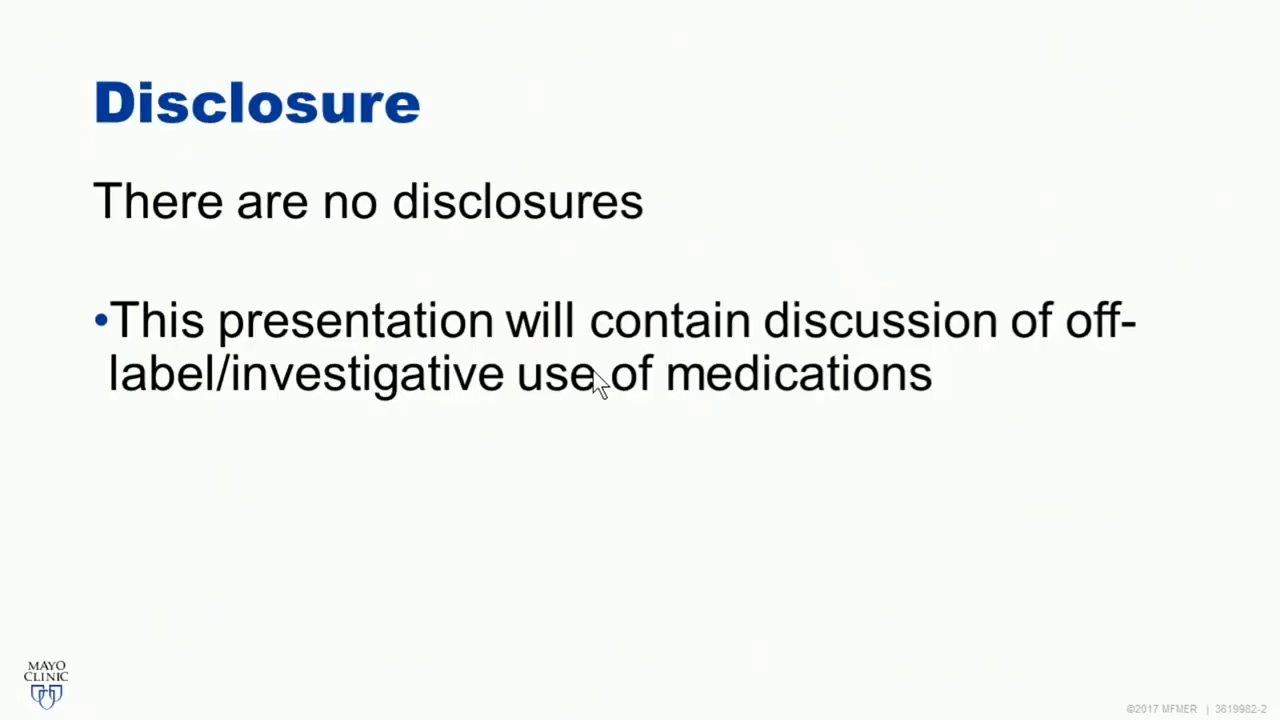 Disclosure
There are no disclosures
•This presentation will contain discussion of off-
label/investigative use of medications
MAYO
CLINIC
©2017 MFMER | 3619982-2